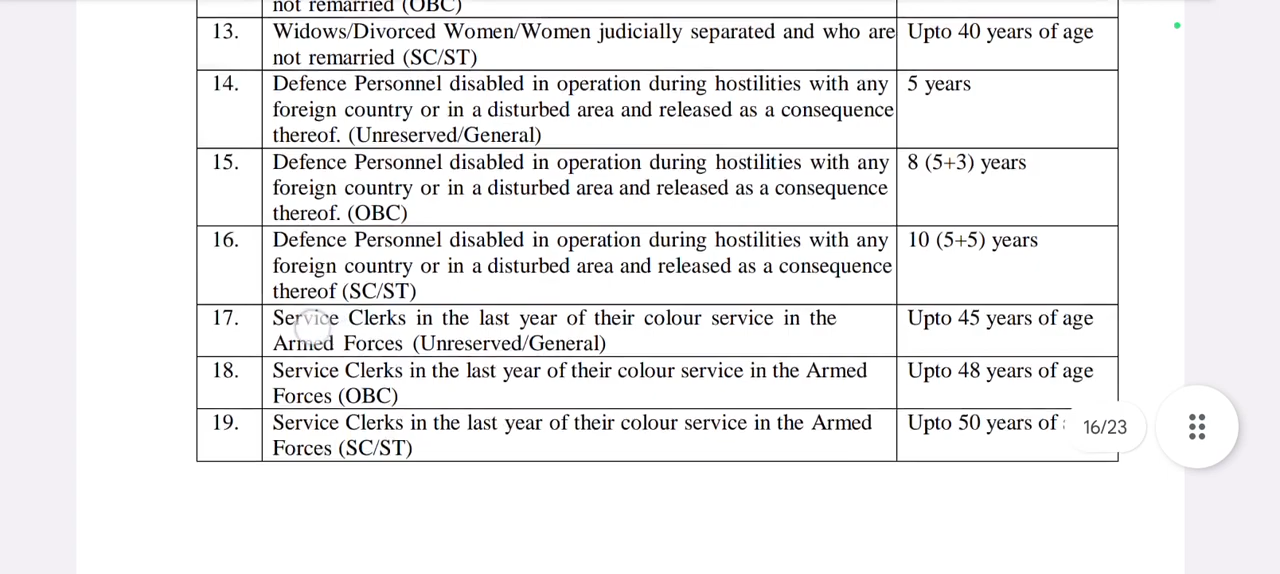 not remarried (OBC)
13. Widows/Divorced Women/Women judicially separated and who are Upto 40 years of age
not remarried (SC/ST)
14. Defence Personnel disabled in operation during hostilities with any 5 years
foreign country or in a disturbed area and released as a consequence
thereof. (Unreserved/General)
15. Defence Personnel disabled in operation during hostilities with any 8 (5+3) years
foreign country or in a disturbed area and released as a consequence
thereof. (OBC)
16. Defence Personnel disabled in operation during hostilities with any 10 (5+5) years
foreign country or in a disturbed area and released as a consequence
thereof (SC/ST)
17. Service Clerks in the last year of their colour service in the Upto 45 years of age
Armed Forces (Unreserved/General)
18. Service Clerks in the last year of their colour service in the Armed Upto 48 years of age
Forces (OBC)
19. Service Clerks in the last year of their colour service in the Armed Upto 50 years of
Forces (SC/ST)
16/23